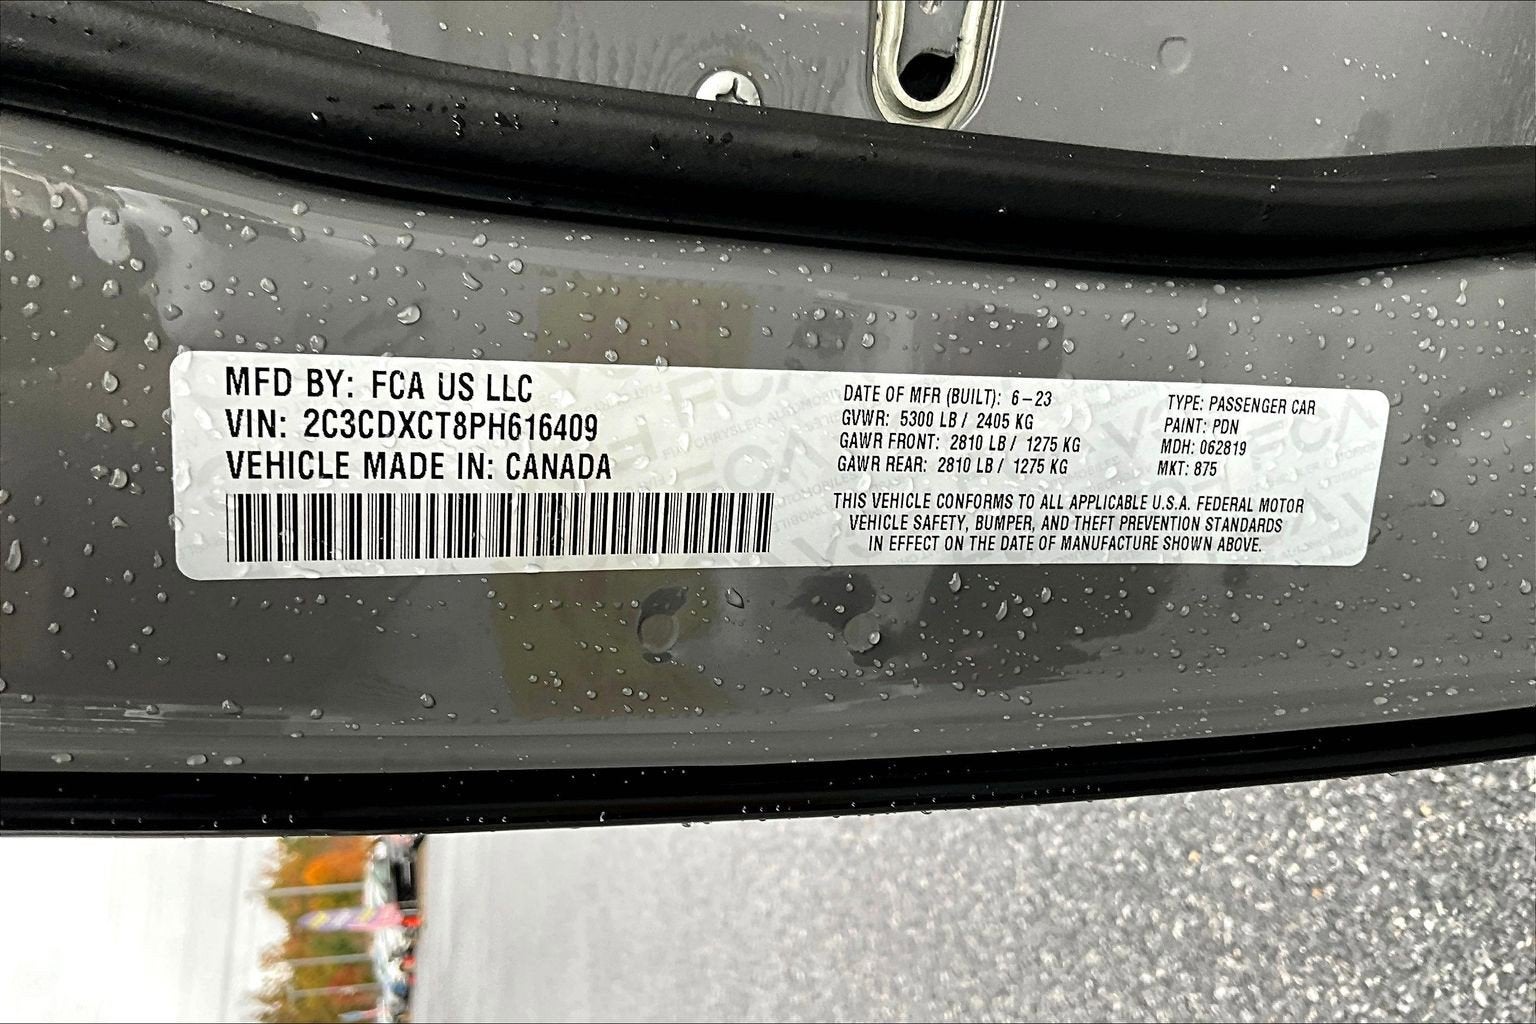 MFD BY: FCA US LLC
VIN: 2C3CDXCT8PH616409
VEHICLE MADE IN: CANADA
DATE OF MFR (BUILT): 6-23
GVWR: 5300 LB / 2405 KG
GAWR FRONT: 2810 LB / 1275 KG
GAWR REAR: 2810 LB / 1275 KG
TYPE: PASSENGER CAR
PAINT: PDN
MDH: 062819
MKT: 875
THIS VEHICLE CONFORMS TO ALL APPLICABLE U.S.A. FEDERAL MOTOR
VEHICLE SAFETY, BUMPER, AND THEFT PREVENTION STANDARDS
IN EFFECT ON THE DATE OF MANUFACTURE SHOWN ABOVE.